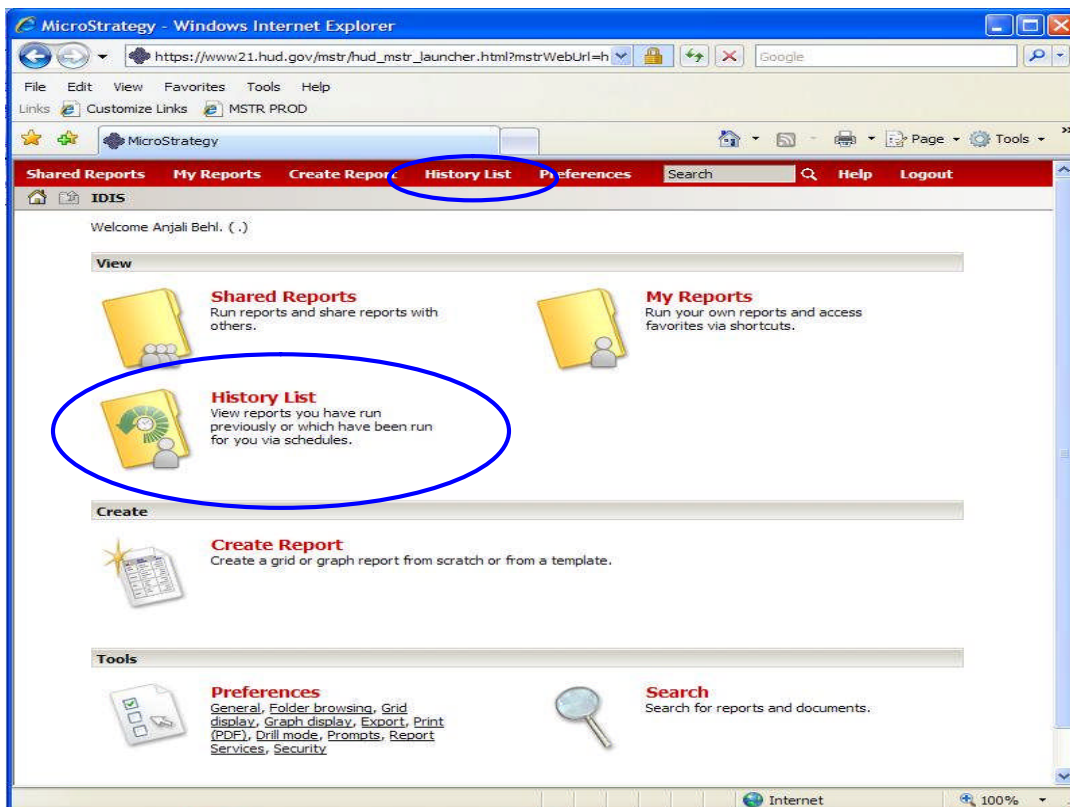 MicroStrategy - Windows Internet Explorer
https://www21.hud.gov/mstr/hud_mstr_launcher.html?mstrWebUrl=h
Google
File Edit View Favorites Tools Help
Links Customize Links MSTR PROD
MicroStrategy
Page Tools
Shared Reports My Reports Create Report History List Preferences Search Help Logout
IDIS
Welcome Anjali Behl. ( .)
View
Shared Reports
Run reports and share reports with
others.
My Reports
Run your own reports and access
favorites via shortcuts.
History List
View reports you have run
previously or which have been run
for you via schedules.
Create
Create Report
Create a grid or graph report from scratch or from a template.
Tools
Preferences
General, Folder browsing, Grid
display, Graph display, Export, Print
(PDF), Drill mode, Prompts, Report
Services, Security
Search
Search for reports and documents.
Internet 100%